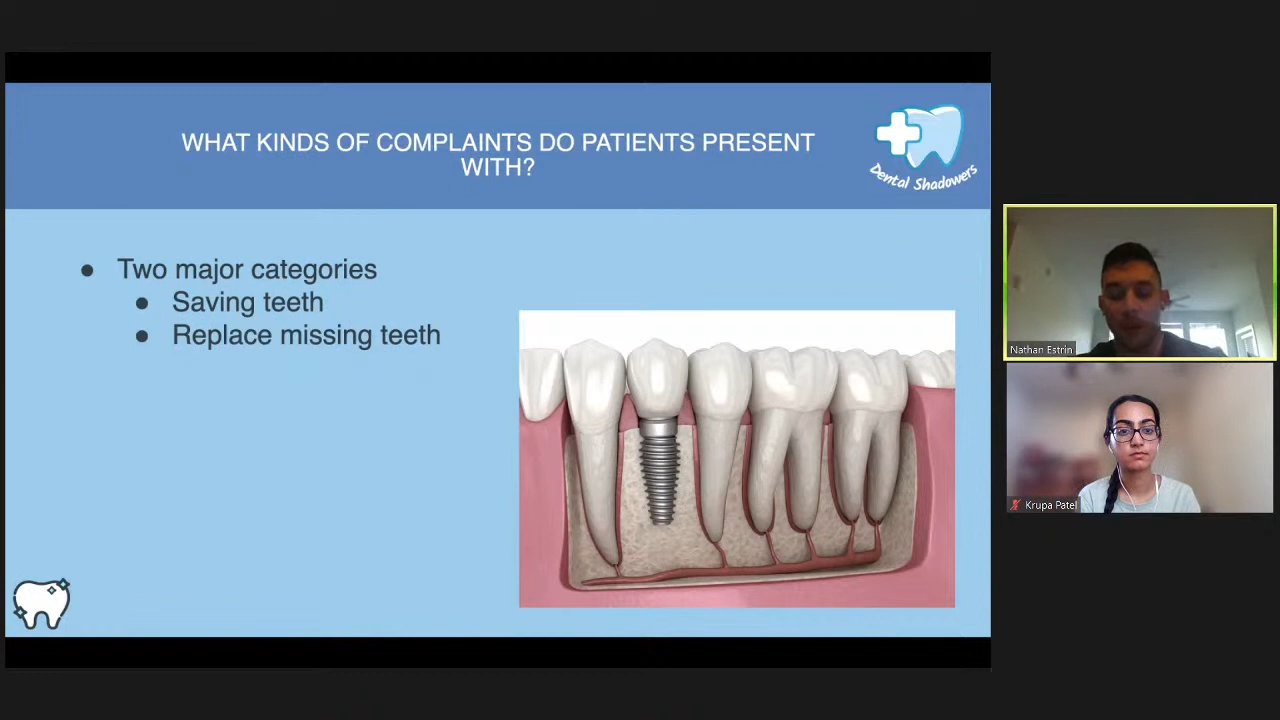 WHAT KINDS OF COMPLAINTS DO PATIENTS PRESENT
WITH?
Dental Shadowers
● Two major categories
● Saving teeth
● Replace missing teeth
Nathan Estrin
Krupa Patel